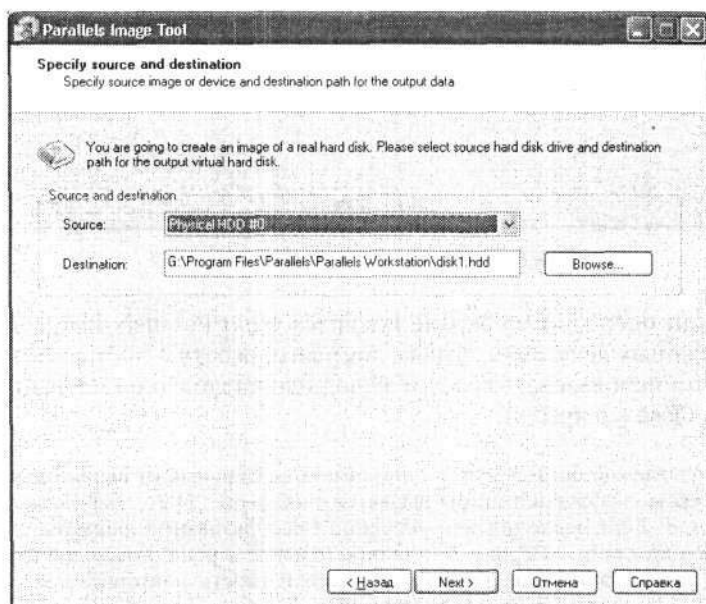 Parallels Image Tool
Specify source and destination
Specify source image or device and destination path for the output data
You are going to create an image of a real hard disk. Please select source hard disk drive and destination
path for the output virtual hard disk.
Source and destination
Source: Physical HDD #0
Destination: G:\Program Files\Parallels\Parallels Workstation\disk1.hdd Browse...
< Назад Next > Отмена Справка